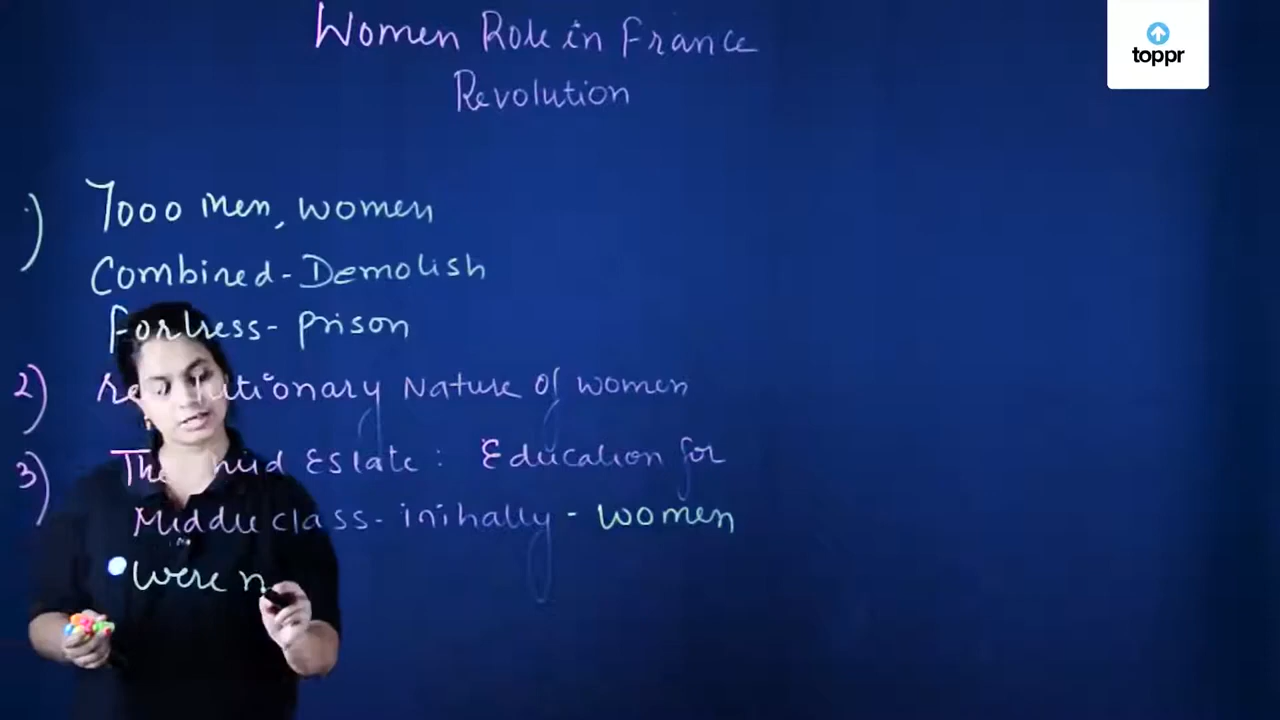 Women Role in France
Revolution
toppr
1) 7000 men, women
Combined - Demolish
fortress - prison
2) Revolutionary Nature of women
3) The Third Estate : Education for
Middle class - initially - women
were n